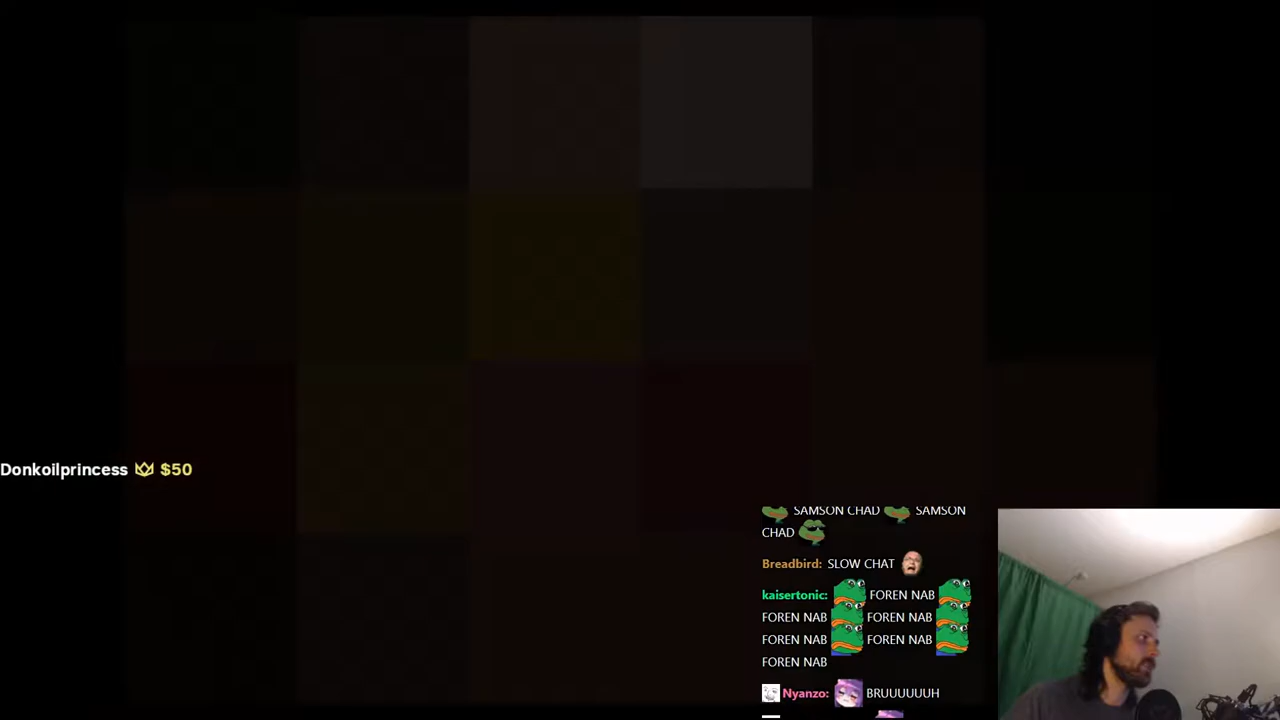 Donkoilprincess $50
SAMSON CHAD SAMSON
CHAD
Breadbird: SLOW CHAT
kaisertonic: FOREN NAB
FOREN NAB FOREN NAB
FOREN NAB FOREN NAB
FOREN NAB
Nyanzo: BRUUUUUUH